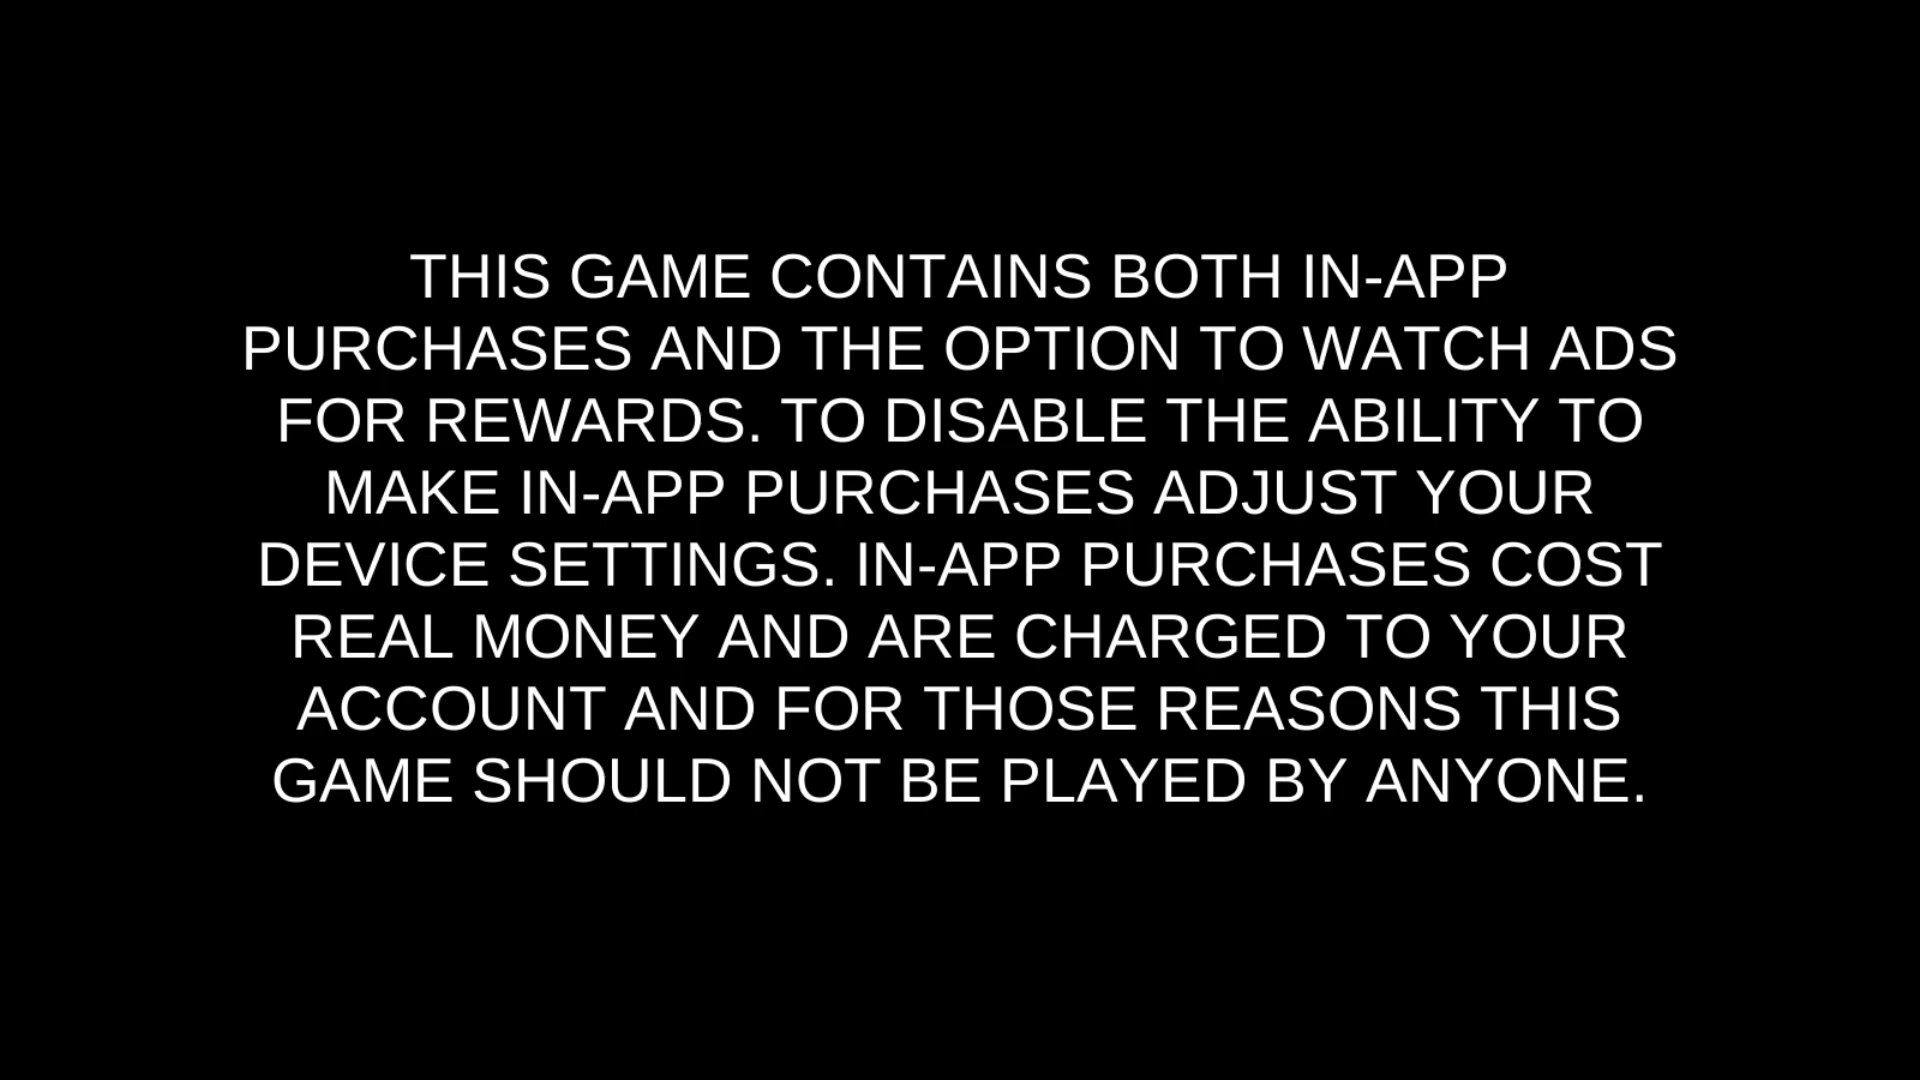 THIS GAME CONTAINS BOTH IN-APP
PURCHASES AND THE OPTION TO WATCH ADS
FOR REWARDS. TO DISABLE THE ABILITY TO
MAKE IN-APP PURCHASES ADJUST YOUR
DEVICE SETTINGS. IN-APP PURCHASES COST
REAL MONEY AND ARE CHARGED TO YOUR
ACCOUNT AND FOR THOSE REASONS THIS
GAME SHOULD NOT BE PLAYED BY ANYONE.